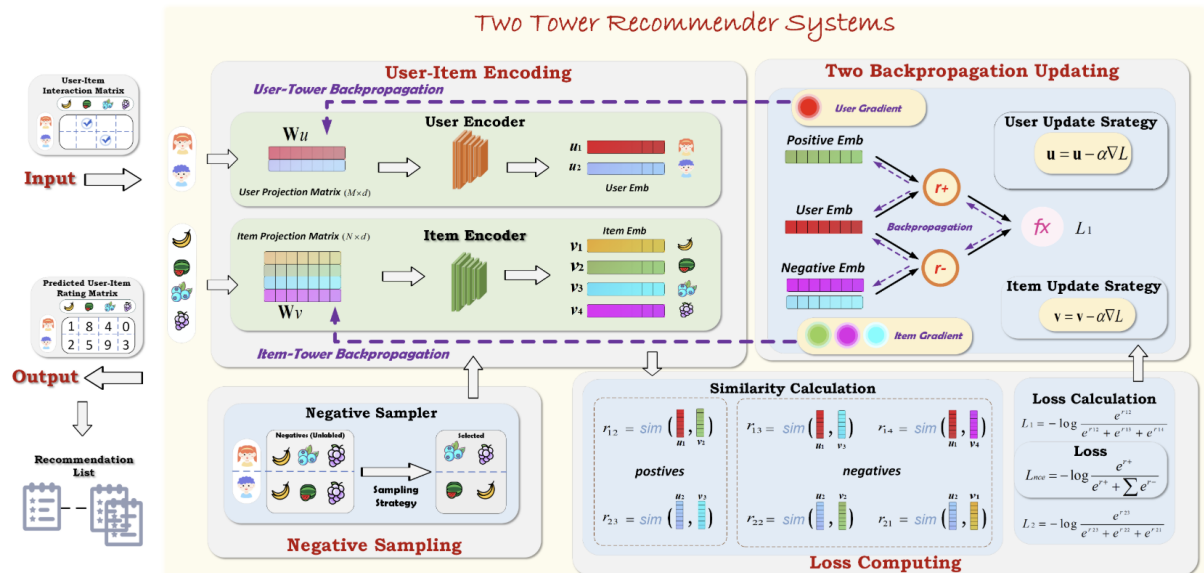 Two Tower Recommender Systems
User-Item
Interaction Matrix
Input
Predicted User-Item
Rating Matrix
1 8 4 0
2 5 9 3
Output
Recommendation
List
User-Item Encoding
User-Tower Backpropagation
User Encoder
Wu
User Projection Matrix (M×d)
u1
u2
User Emb
Item Projection Matrix (N×d)
Item Encoder
Item Emb
v1
v2
v3
v4
Wv
Item-Tower Backpropagation
Two Backpropagation Updating
User Gradient
Positive Emb
User Update Srategy
u = u − α∇L
r+
User Emb
Backpropagation
fx
L1
r-
Negative Emb
Item Update Srategy
v = v − α∇L
Item Gradient
Negative Sampler
Negatives (Unlabled)
Selected
Sampling
Strategy
Negative Sampling
Similarity Calculation
r12 = sim ( u1 , v2 )
r13 = sim ( u1 , v3 )
r14 = sim ( u1 , v4 )
postives
negatives
r23 = sim ( u2 , v3 )
r22 = sim ( u2 , v2 )
r21 = sim ( u2 , v1 )
Loss Computing
Loss Calculation
L1 = − log e^r12 / (e^r12 + e^r13 + e^r14)
Loss
Lnce = − log e^r+ / (e^r+ + ∑ e^r−)
L2 = − log e^r23 / (e^r23 + e^r22 + e^r21)